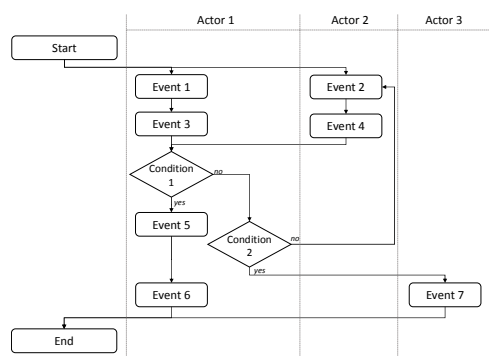 Actor 1 Actor 2 Actor 3
Start
Event 1 Event 2
Event 3 Event 4
Condition
1
no
yes
Event 5
Condition
2
no
yes
Event 6 Event 7
End